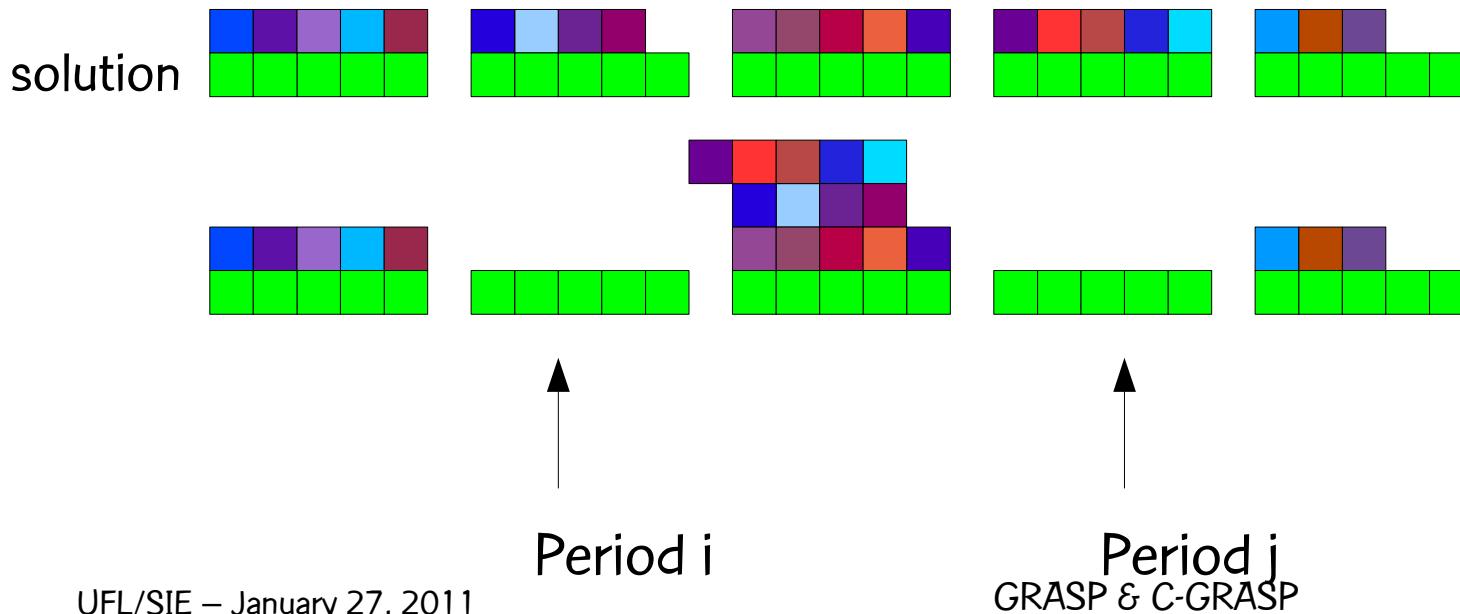 solution
Period i
Period j
UFL/SIE – January 27, 2011
GRASP & C-GRASP